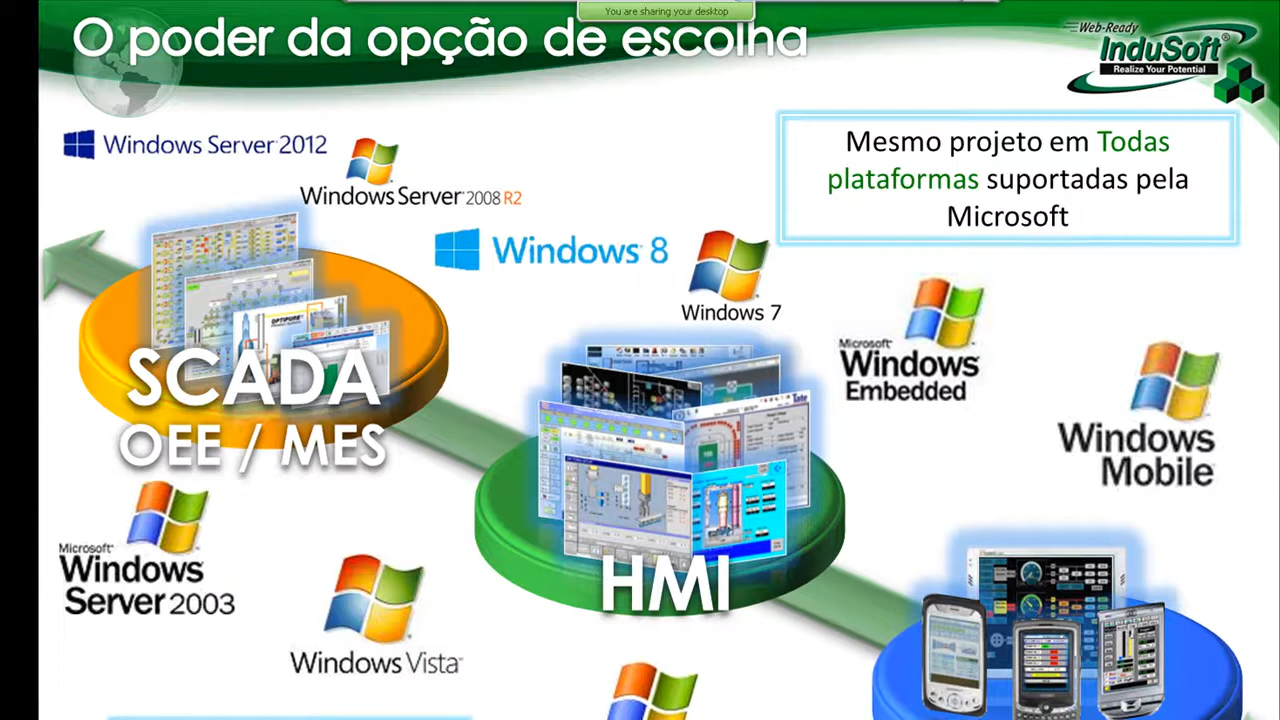 You are sharing your desktop
O poder da opção de escolha
Web-Ready
InduSoft®
Realize Your Potential
Windows Server 2012
Windows Server 2008 R2
Mesmo projeto em Todas
plataformas suportadas pela
Microsoft
Windows 8
Windows 7
Microsoft
Windows
Embedded
Windows
Mobile
OPTIPURE
SCADA
OEE / MES
Tate
HMI
Microsoft
Windows
Server 2003
Windows Vista